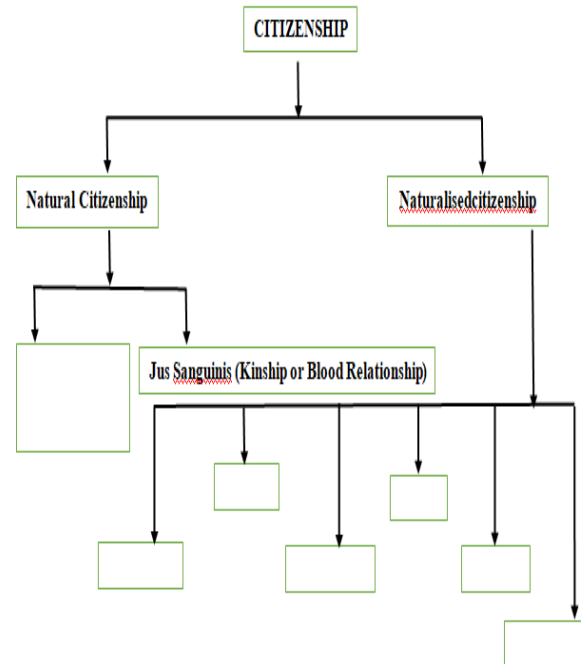 CITIZENSHIP
Natural Citizenship
Naturalisedcitizenship
Jus Sanguinis (Kinship or Blood Relationship)